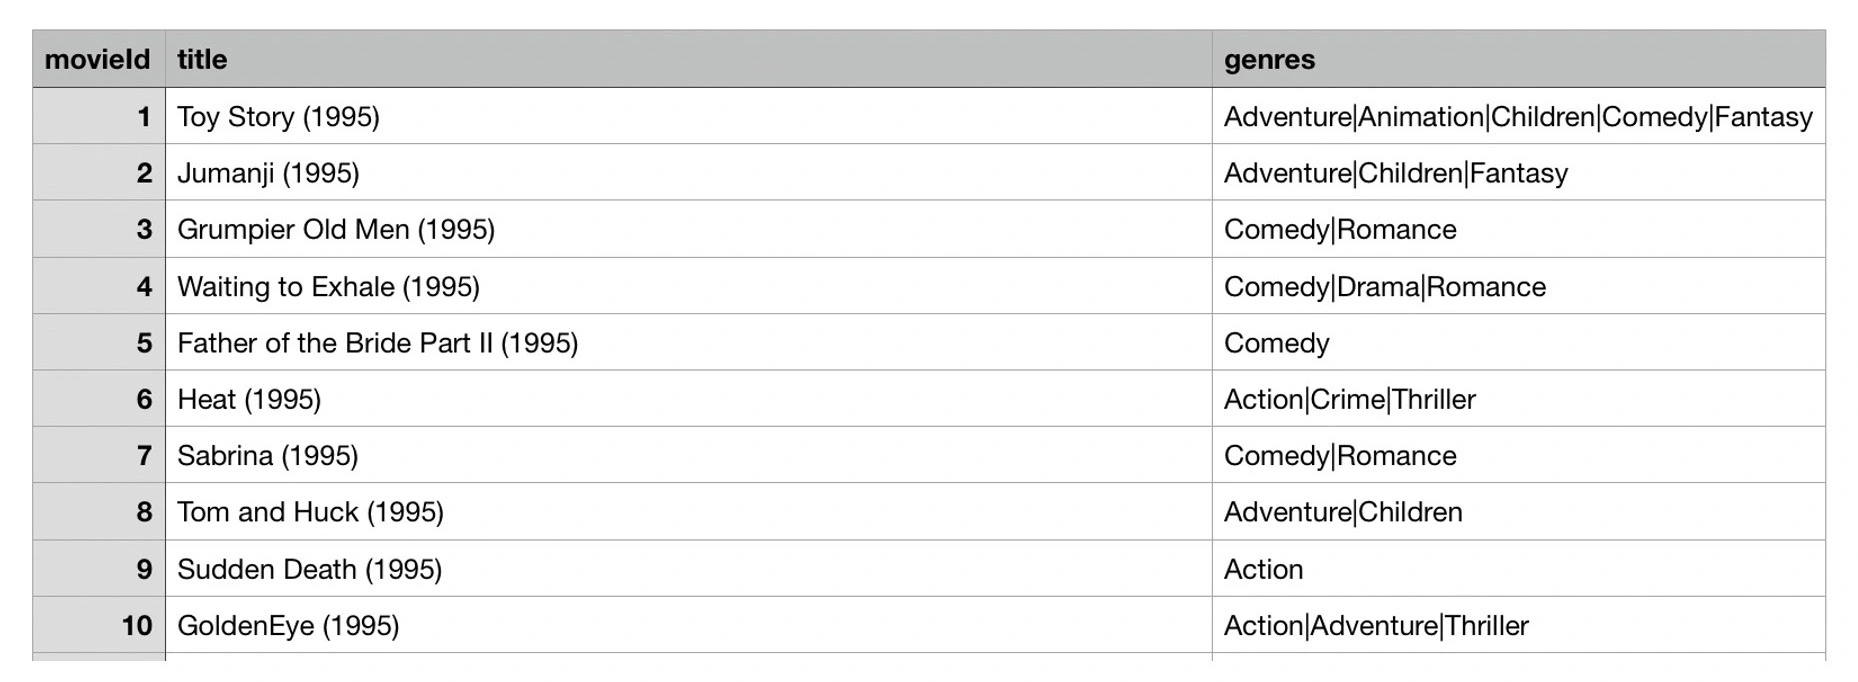 movieId title genres
1 Toy Story (1995) Adventure|Animation|Children|Comedy|Fantasy
2 Jumanji (1995) Adventure|Children|Fantasy
3 Grumpier Old Men (1995) Comedy|Romance
4 Waiting to Exhale (1995) Comedy|Drama|Romance
5 Father of the Bride Part II (1995) Comedy
6 Heat (1995) Action|Crime|Thriller
7 Sabrina (1995) Comedy|Romance
8 Tom and Huck (1995) Adventure|Children
9 Sudden Death (1995) Action
10 GoldenEye (1995) Action|Adventure|Thriller